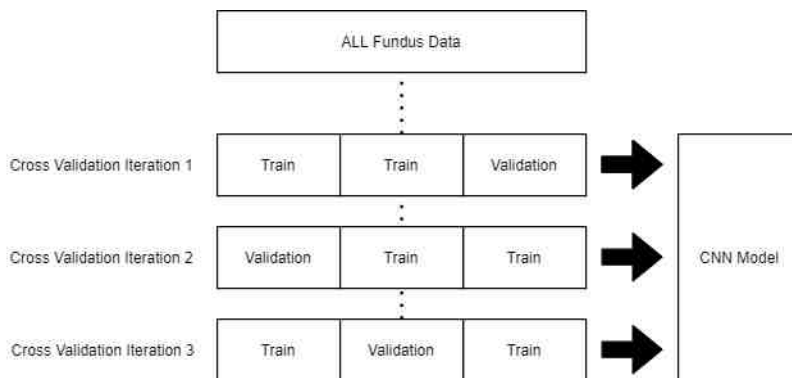 ALL Fundus Data
Cross Validation Iteration 1
Train
Train
Validation
Cross Validation Iteration 2
Validation
Train
Train
CNN Model
Cross Validation Iteration 3
Train
Validation
Train